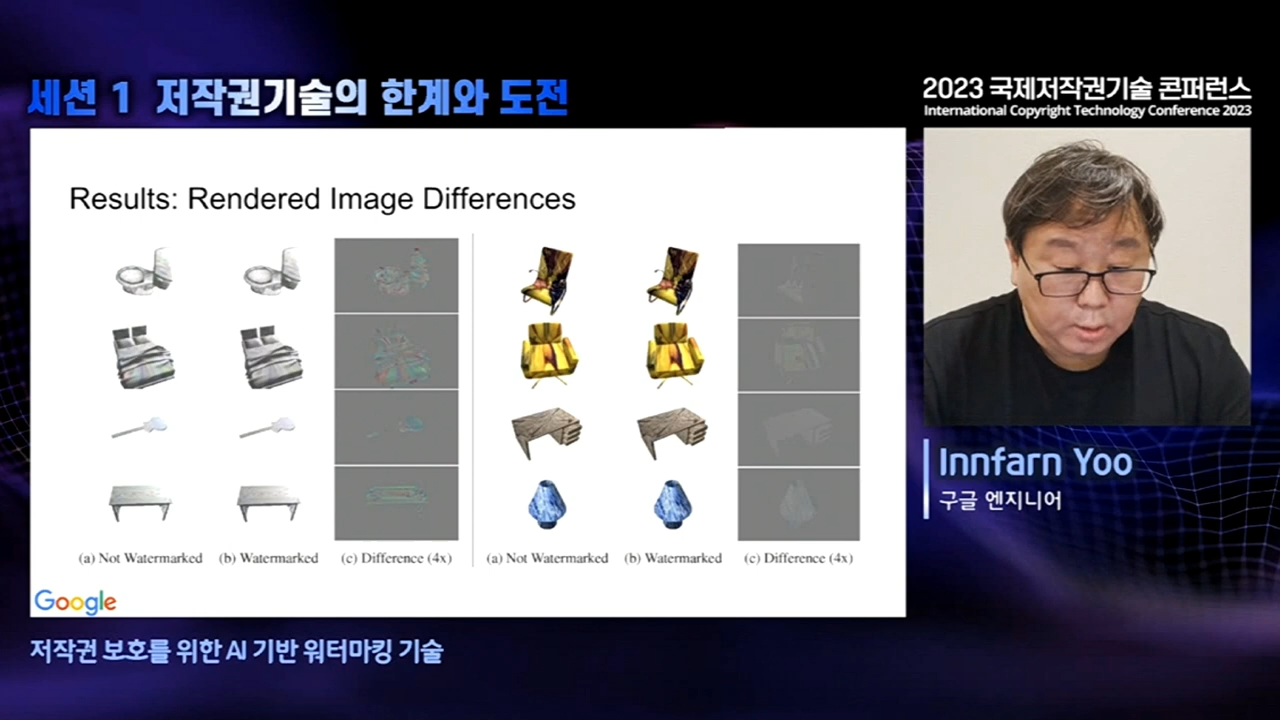 세션 1 저작권기술의 한계와 도전
2023 국제저작권기술 콘퍼런스
International Copyright Technology Conference 2023
Results: Rendered Image Differences
(a) Not Watermarked (b) Watermarked (c) Difference (4x) (a) Not Watermarked (b) Watermarked (c) Difference (4x)
Google
Innfarn Yoo
구글 엔지니어
저작권 보호를 위한 AI 기반 워터마킹 기술